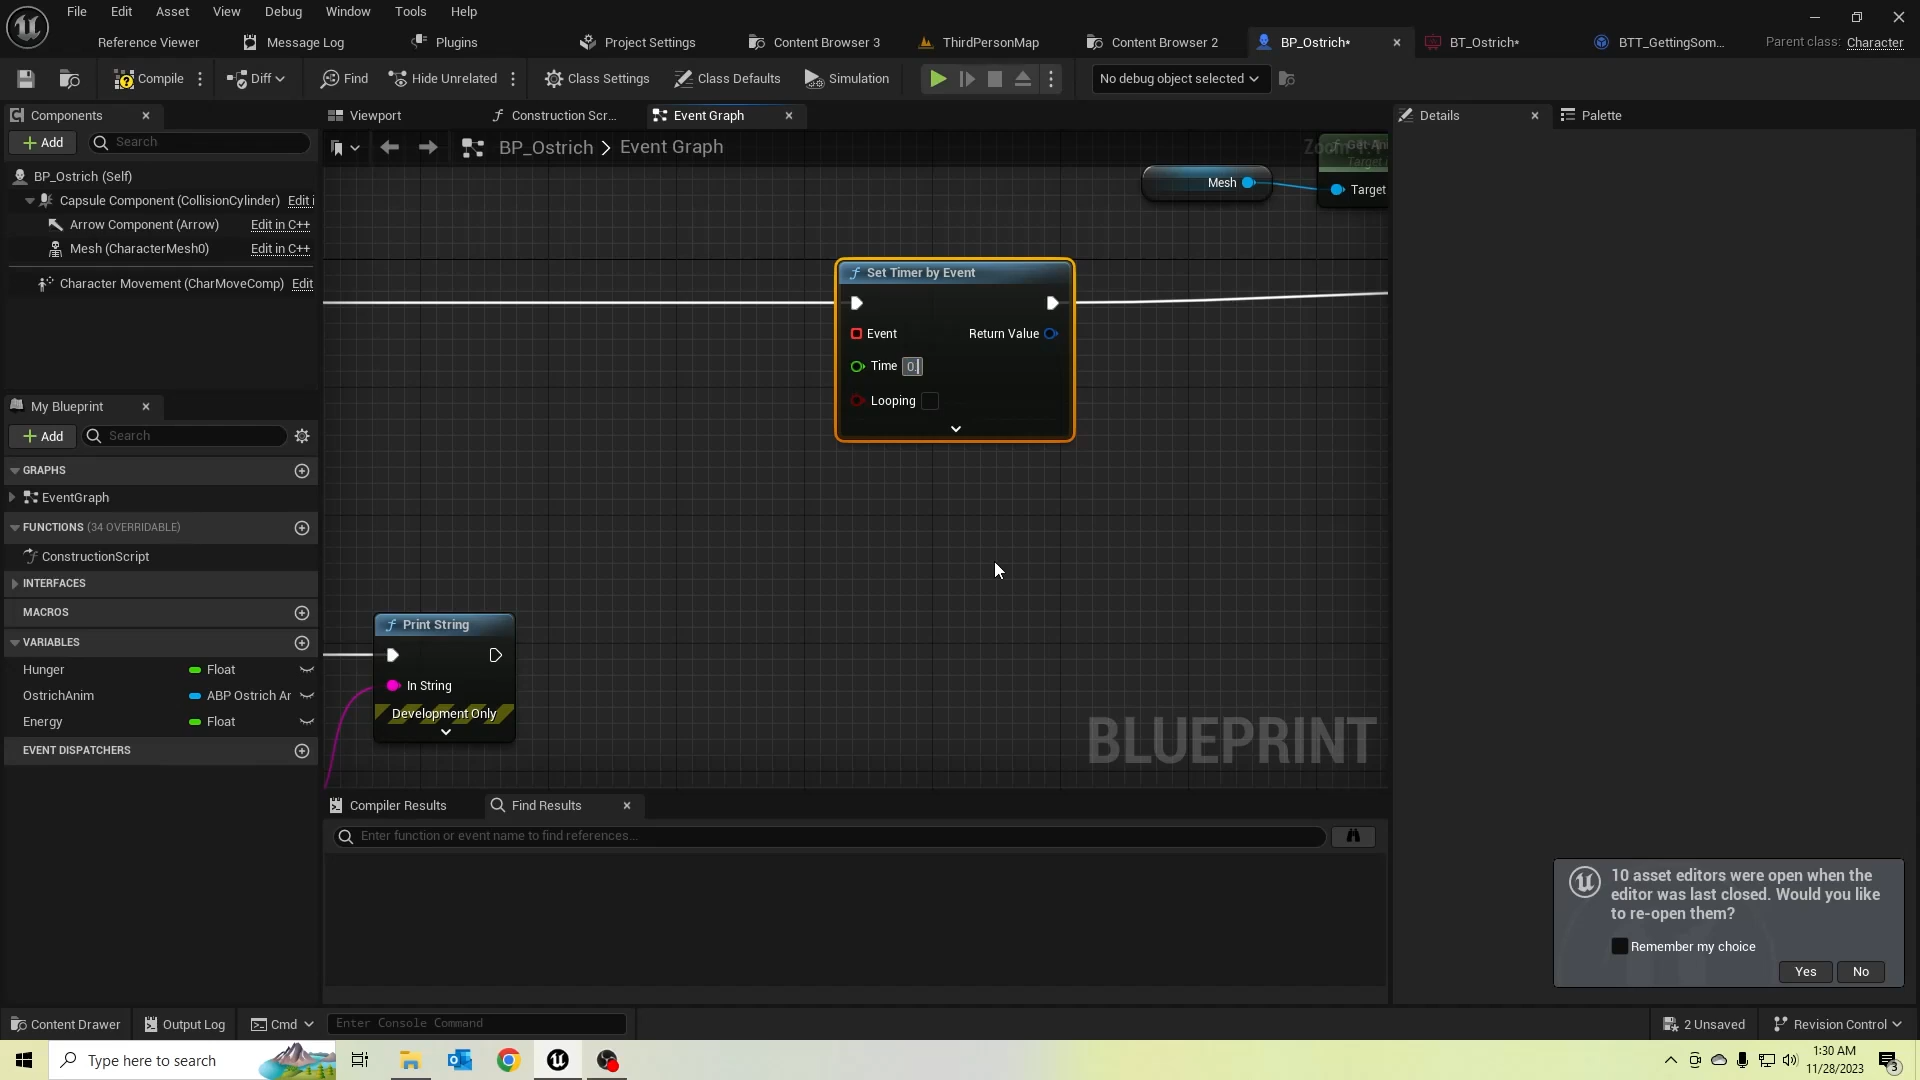 File Edit Asset View Debug Window Tools Help
Reference Viewer Message Log Plugins Project Settings Content Browser 3 ThirdPersonMap Content Browser 2 BP_Ostrich* BT_Ostrich* BTT_GettingSom... Parent class: Character
Compile Diff Find Hide Unrelated Class Settings Class Defaults Simulation No debug object selected
Components
Add Search
BP_Ostrich (Self)
Capsule Component (CollisionCylinder) Edit i
Arrow Component (Arrow) Edit in C++
Mesh (CharacterMesh0) Edit in C++
Character Movement (CharMoveComp) Edit
My Blueprint
Add Search
GRAPHS
EventGraph
FUNCTIONS (34 OVERRIDABLE)
ConstructionScript
INTERFACES
MACROS
VARIABLES
Hunger Float
OstrichAnim ABP Ostrich Ar
Energy Float
EVENT DISPATCHERS
Viewport Construction Scr... Event Graph
BP_Ostrich > Event Graph
Mesh
Target
Set Timer by Event
Event Return Value
Time 0.
Looping
Print String
In String
Development Only
BLUEPRINT
Compiler Results Find Results
Enter function or event name to find references...
Details Palette
10 asset editors were open when the
editor was last closed. Would you like
to re-open them?
Remember my choice
Yes No
Content Drawer Output Log Cmd Enter Console Command 2 Unsaved Revision Control
Type here to search
1:30 AM
11/28/2023
3